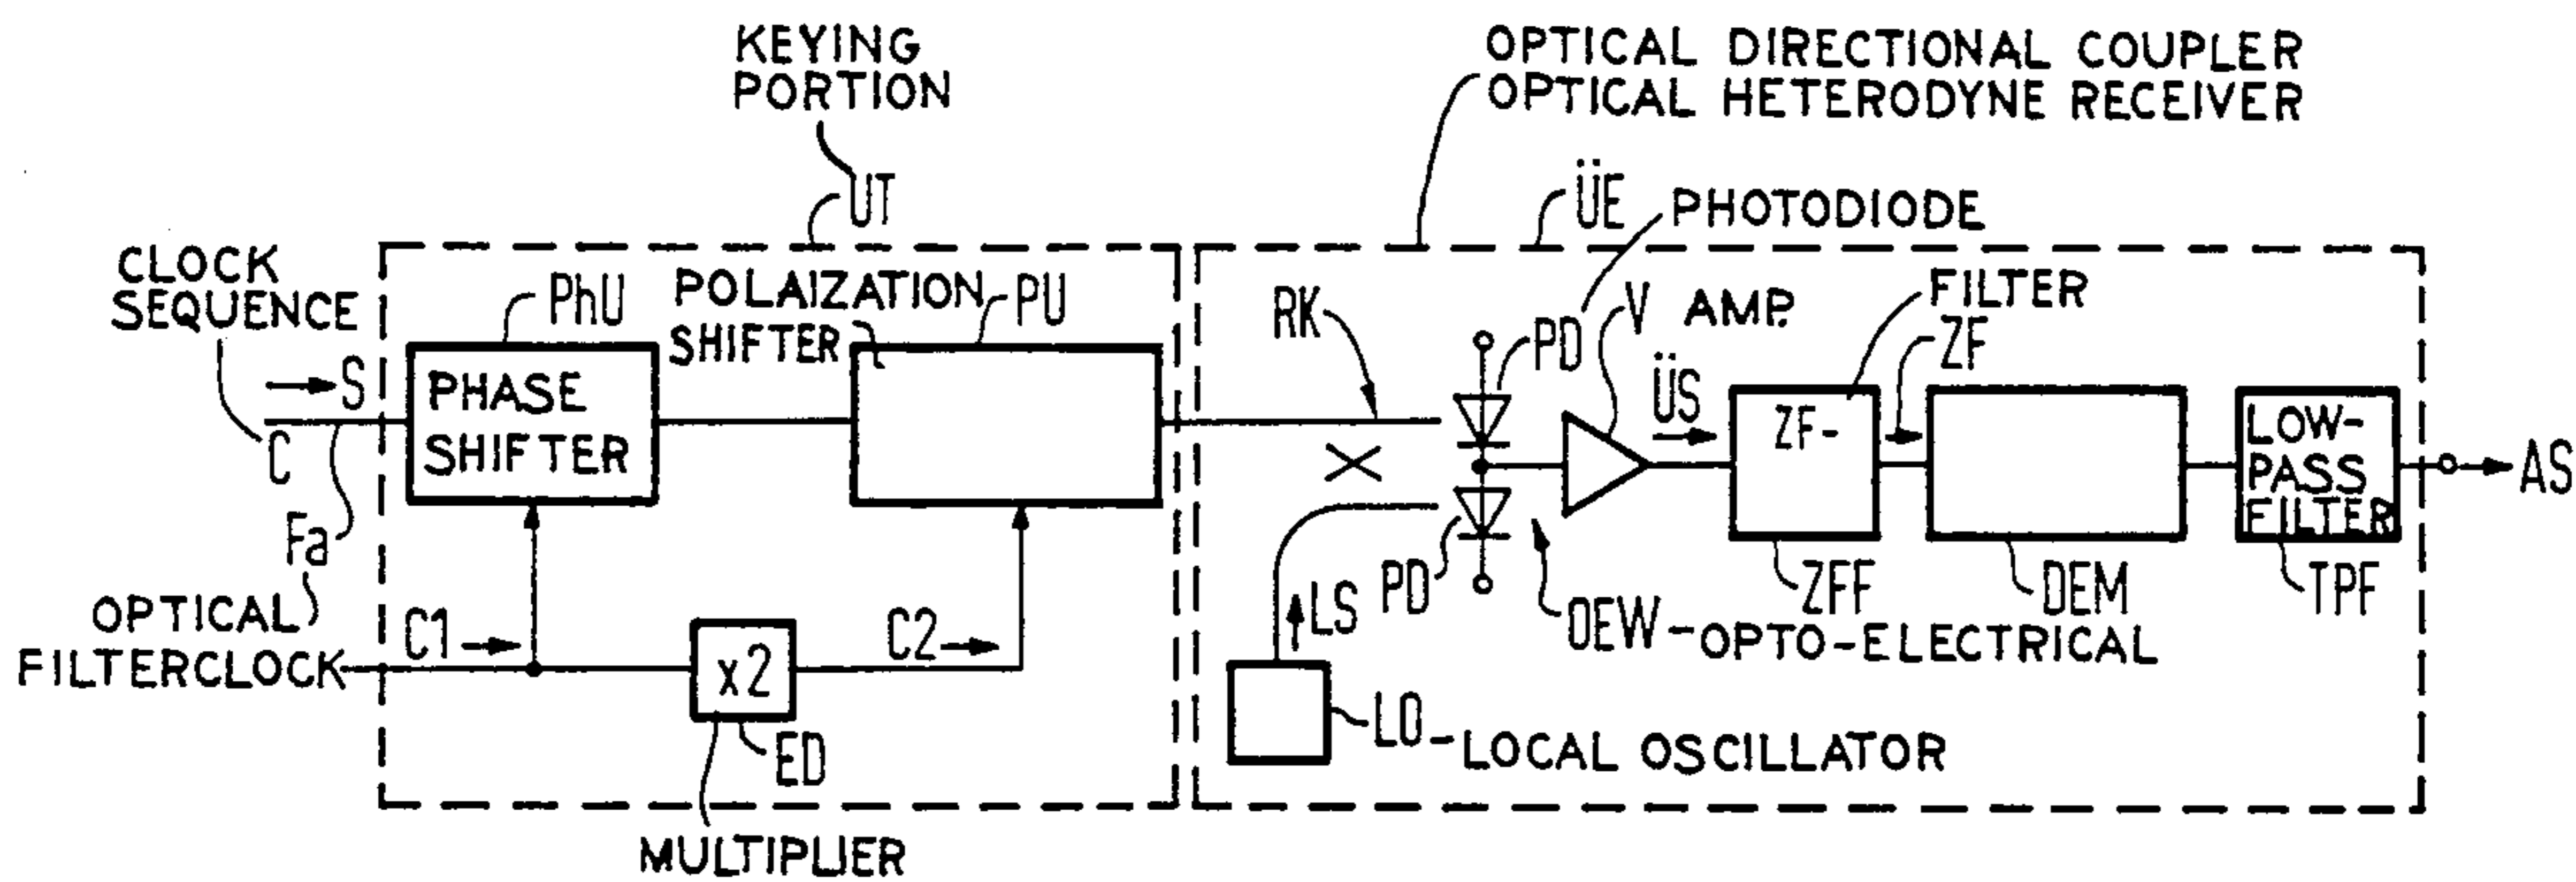 KEYING
PORTION
UT
OPTICAL DIRECTIONAL COUPLER
OPTICAL HETERODYNE RECEIVER
ÜE
PHOTODIODE
CLOCK
SEQUENCE
S
C
Fa
PhU
PHASE
SHIFTER
POLAIZATION
SHIFTER
PU
RK
PD
V
AMP.
ÜS
FILTER
ZF
ZF-
ZFF
DEM
LOW-
PASS
FILTER
TPF
AS
OPTICAL
FILTERCLOCK
C1
x2
ED
MULTIPLIER
C2
LS
PD
OEW-OPTO-ELECTRICAL
LO-LOCAL OSCILLATOR